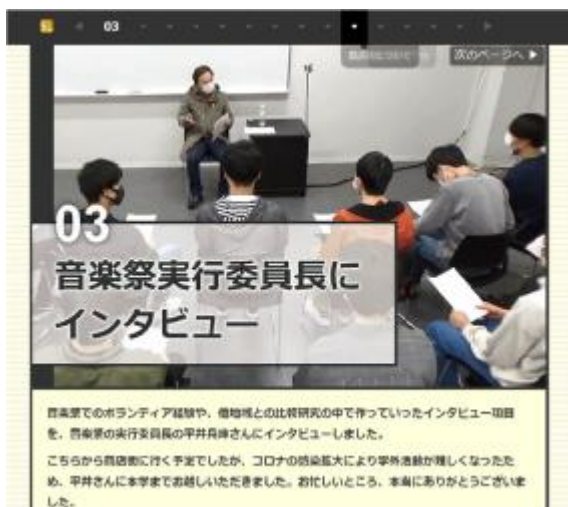 03
次のページへ ▶
03
音楽祭実行委員長に
インタビュー
音楽祭でのボランティア経験や、他地域との比較研究の中で作っていったインタビュー項目
を、音楽祭の実行委員長の平井さんにインタビューしました。
こちらから商店街に行く予定でしたが、コロナの感染拡大により学外活動が難しくなったた
め、平井さんに本学までお越しいただきました。お忙しいところ、本当にありがとうございま
した。